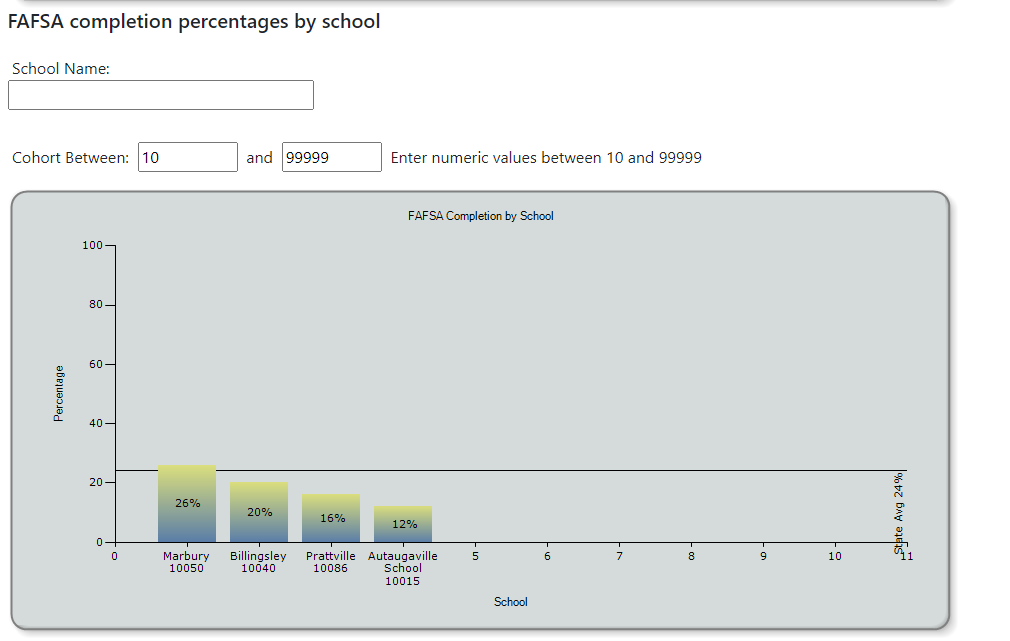 FAFSA completion percentages by school
School Name:
Cohort Between: 10 and 99999 Enter numeric values between 10 and 99999
FAFSA Completion by School
100
80
60
40
20
0
Percentage
26%
20%
16%
12%
State Avg 24%
0 Marbury Billingsley Prattville Autaugaville 5 6 7 8 9 10 11
10050 10040 10086 School
10015
School